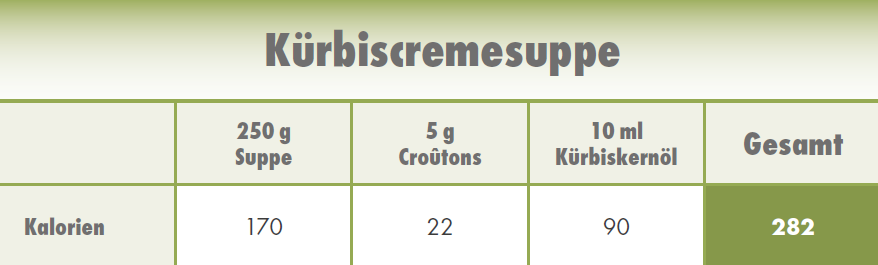 Kürbiscremesuppe
250 g
Suppe
5 g
Croûtons
10 ml
Kürbiskernöl
Gesamt
Kalorien 170 22 90 282